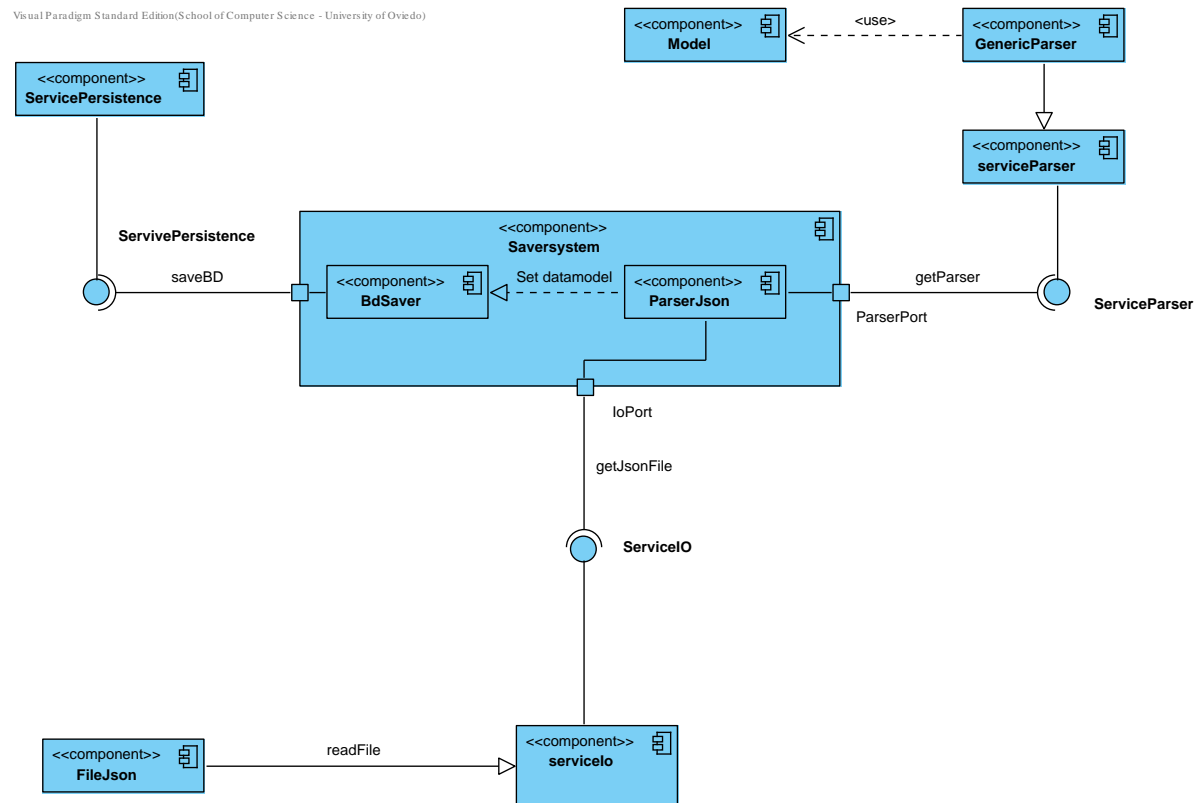 Visual Paradigm Standard Edition(School of Computer Science - University of Oviedo)
<<component>>
Model
<use>
<<component>>
GenericParser
<<component>>
ServicePersistence
<<component>>
serviceParser
ServivePersistence
<<component>>
Saversystem
saveBD
<<component>>
BdSaver
Set datamodel
<<component>>
ParserJson
getParser
ServiceParser
ParserPort
IoPort
getJsonFile
ServiceIO
<<component>>
FileJson
readFile
<<component>>
serviceIo